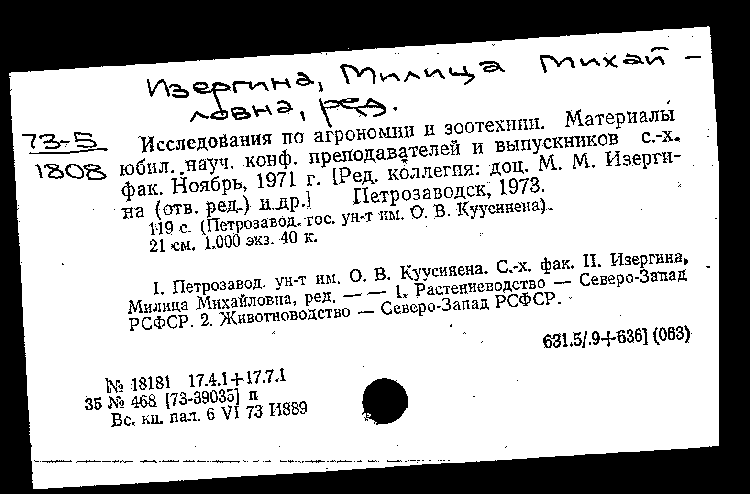 Изергина, Милица Михай-
ловна, ред.
73-5
1808
Исследования по агрономии и зоотехнии. Материалы
юбил. науч. конф. преподавателей и выпускников с.-х.
фак. Ноябрь, 1971 г. [Ред. коллегия: доц. М. М. Изерги-
на (отв. ред.) и др.] Петрозаводск, 1973.
119 с. (Петрозавод. гос. ун-т им. О. В. Куусинена).
21 см. 1.000 экз. 40 к.
I. Петрозавод. ун-т им. О. В. Куусинена. С.-х. фак. II. Изергина,
Милица Михайловна, ред. — — 1. Растениеводство — Северо-Запад
РСФСР. 2. Животноводство — Северо-Запад РСФСР.
631.5/.9+636] (063)
№ 18181 17.4.1+17.7.1
35 № 468 [73-39035] п
Вс. кн. пал. 6 VI 73 И889